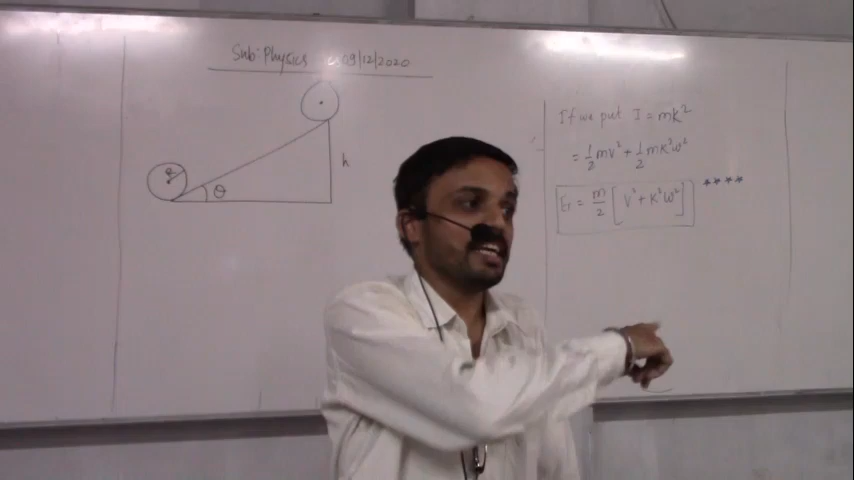 Sub: Physics 09/12/2020
h
R
θ
If we put I = mk²
= 1/2 mv² + 1/2 mk²ω²
Er = m/2 [v² + k²ω²] ****